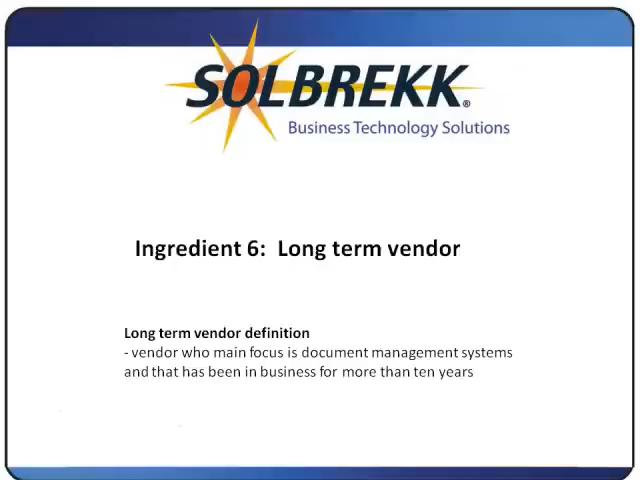 SOLBREKK®
Business Technology Solutions
Ingredient 6: Long term vendor
Long term vendor definition
- vendor who main focus is document management systems
and that has been in business for more than ten years